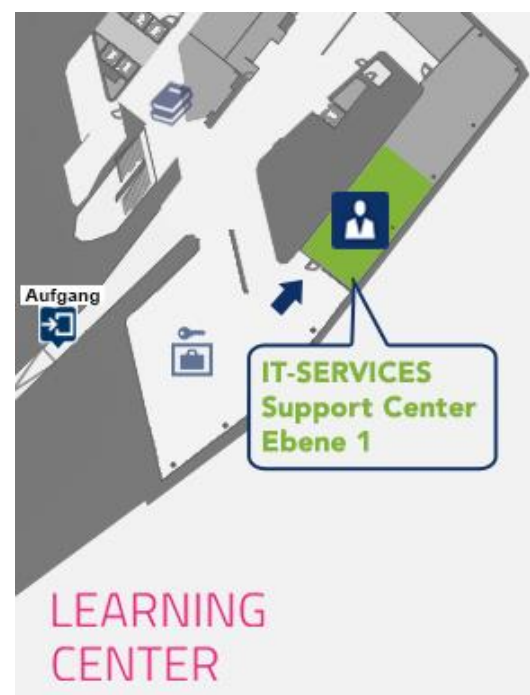 Aufgang
IT-SERVICES
Support Center
Ebene 1
LEARNING
CENTER